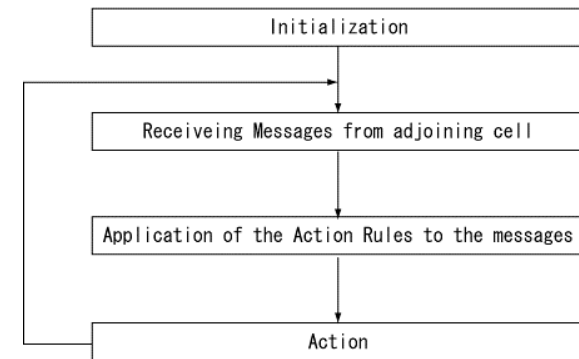 Initialization
Receiveing Messages from adjoining cell
Application of the Action Rules to the messages
Action